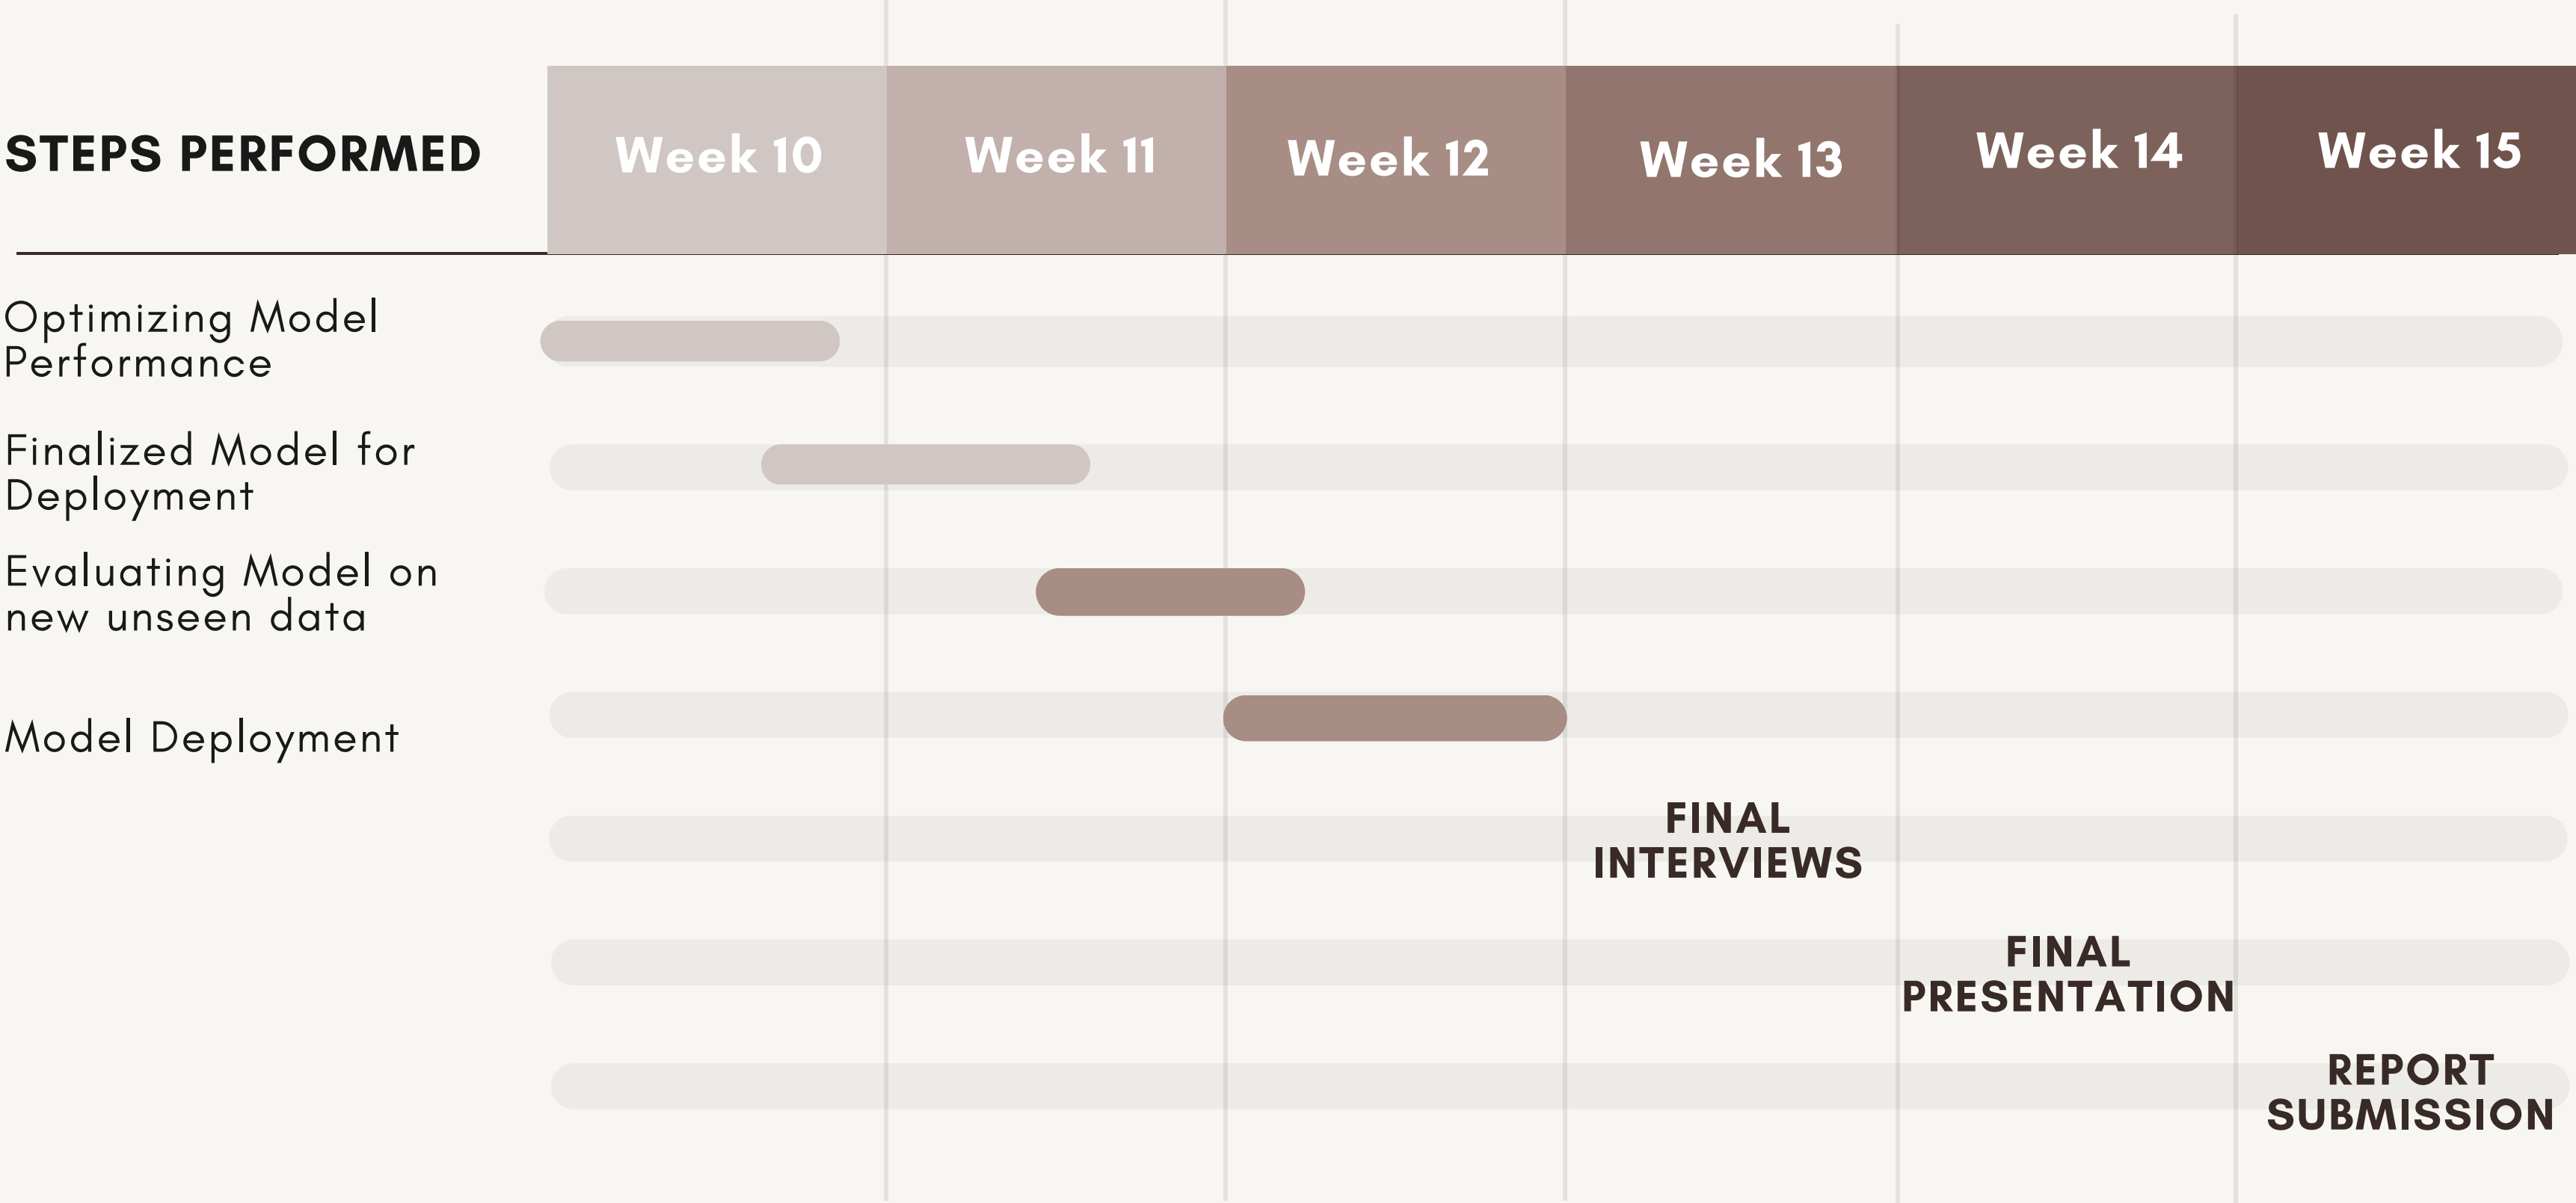 STEPS PERFORMED
Week 10
Week 11
Week 12
Week 13
Week 14
Week 15
Optimizing Model
Performance
Finalized Model for
Deployment
Evaluating Model on
new unseen data
Model Deployment
FINAL
INTERVIEWS
FINAL
PRESENTATION
REPORT
SUBMISSION